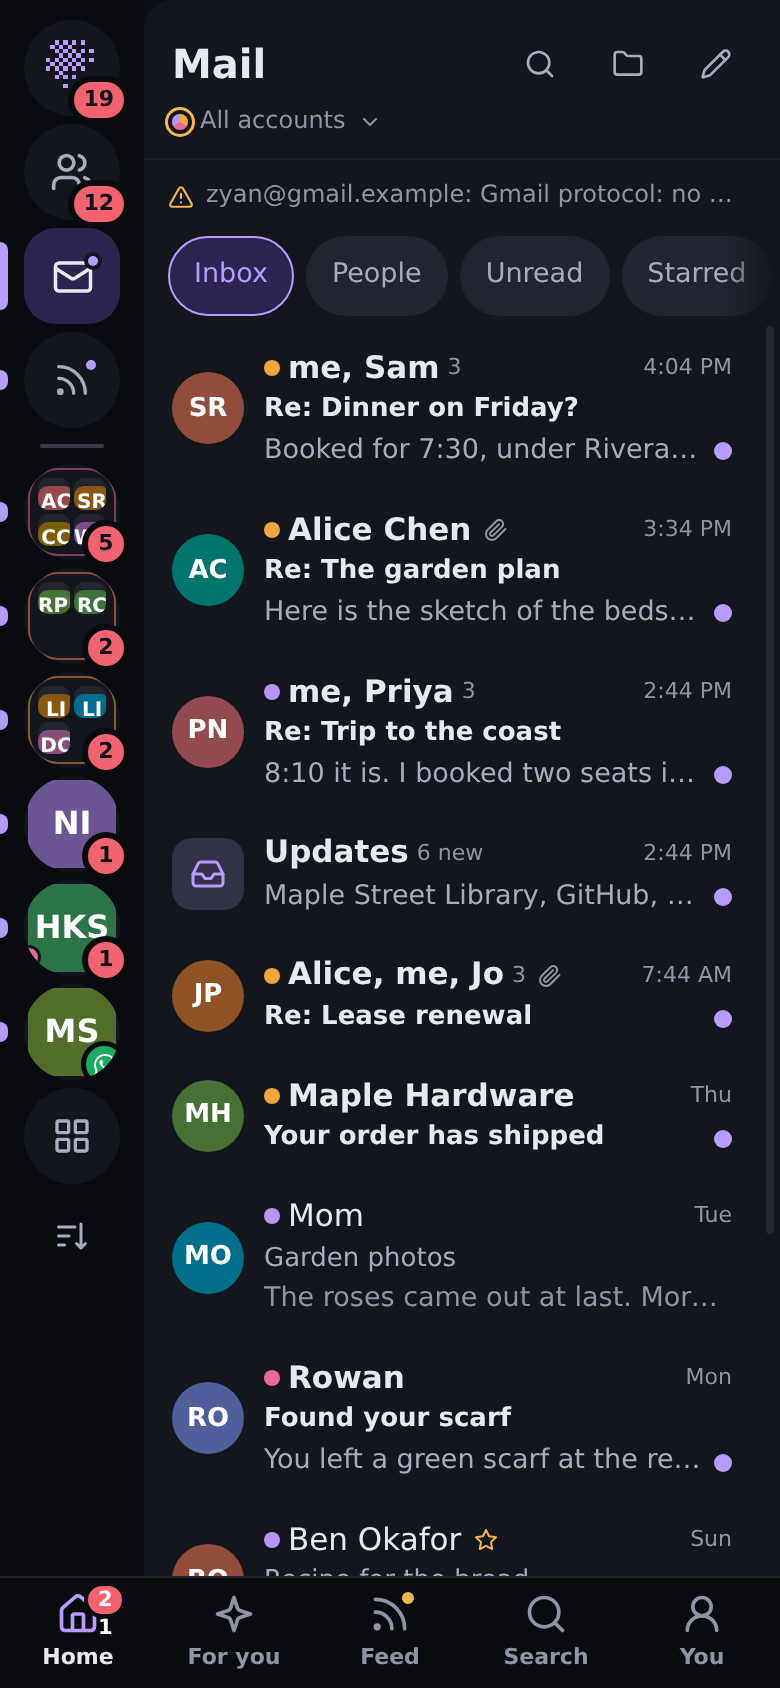 19
12
AC SR
CC
5
RP RC
2
LI LI
DC
2
NI
1
HKS
1
MS
Mail
All accounts
zyan@gmail.example: Gmail protocol: no …
Inbox People Unread Starred
SR
me, Sam 3 4:04 PM
Re: Dinner on Friday?
Booked for 7:30, under Rivera…
AC
Alice Chen 3:34 PM
Re: The garden plan
Here is the sketch of the beds…
PN
me, Priya 3 2:44 PM
Re: Trip to the coast
8:10 it is. I booked two seats i…
Updates 6 new 2:44 PM
Maple Street Library, GitHub, …
JP
Alice, me, Jo 3 7:44 AM
Re: Lease renewal
MH
Maple Hardware Thu
Your order has shipped
MO
Mom Tue
Garden photos
The roses came out at last. Mor…
RO
Rowan Mon
Found your scarf
You left a green scarf at the re…
BO
Ben Okafor Sun
Recipe for the bread
2
1
Home For you Feed Search You